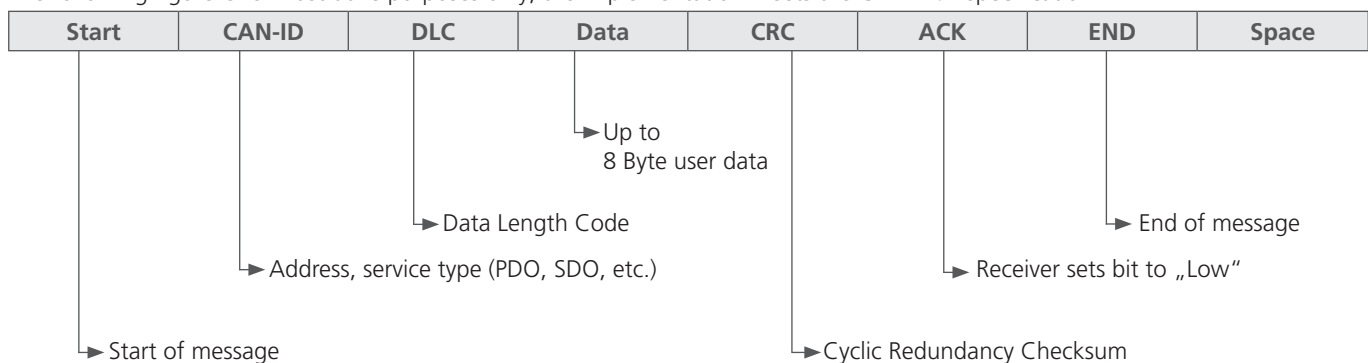 Start CAN-ID DLC Data CRC ACK END Space
Up to
8 Byte user data
Data Length Code
End of message
Address, service type (PDO, SDO, etc.)
Receiver sets bit to „Low“
Start of message
Cyclic Redundancy Checksum